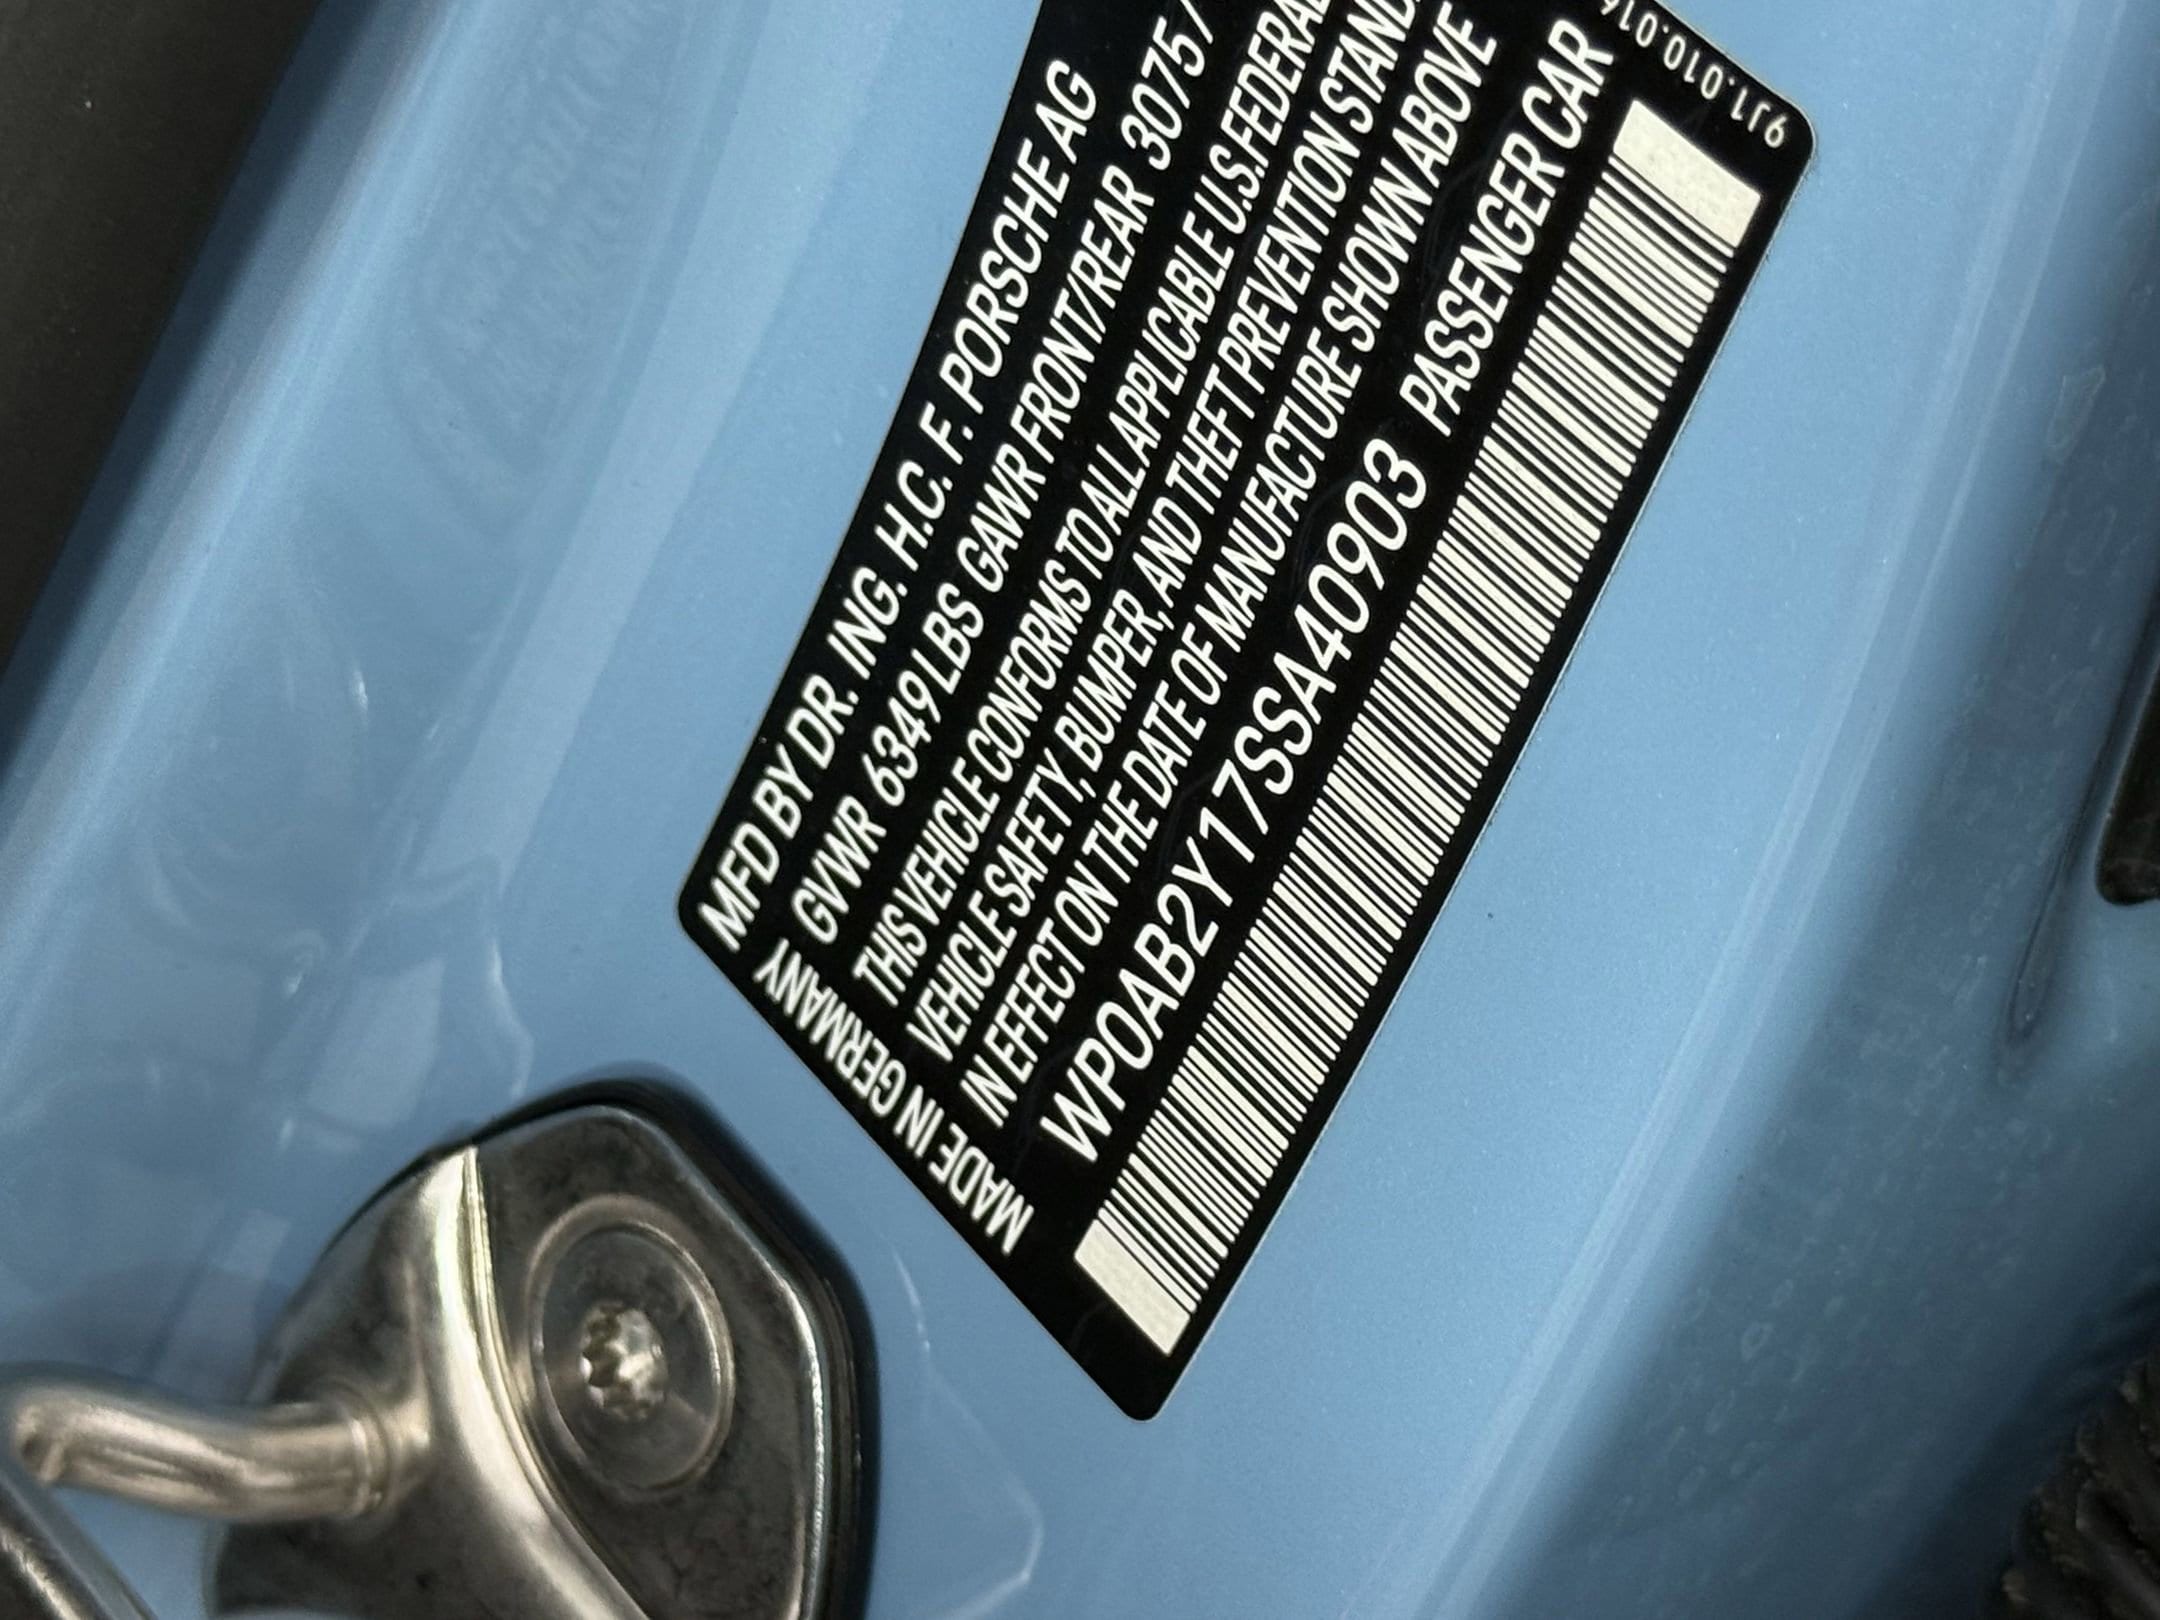 MFD BY DR. ING. H.C. F. PORSCHE AG
GVWR 6349 LBS GAWR FRONT/REAR 3075/
THIS VEHICLE CONFORMS TO ALL APPLICABLE U.S. FEDERAL
VEHICLE SAFETY, BUMPER, AND THEFT PREVENTION STAND
IN EFFECT ON THE DATE OF MANUFACTURE SHOWN ABOVE
WP0AB2Y17SSA40903 PASSENGER CAR
MADE IN GERMANY
9J1.010.016